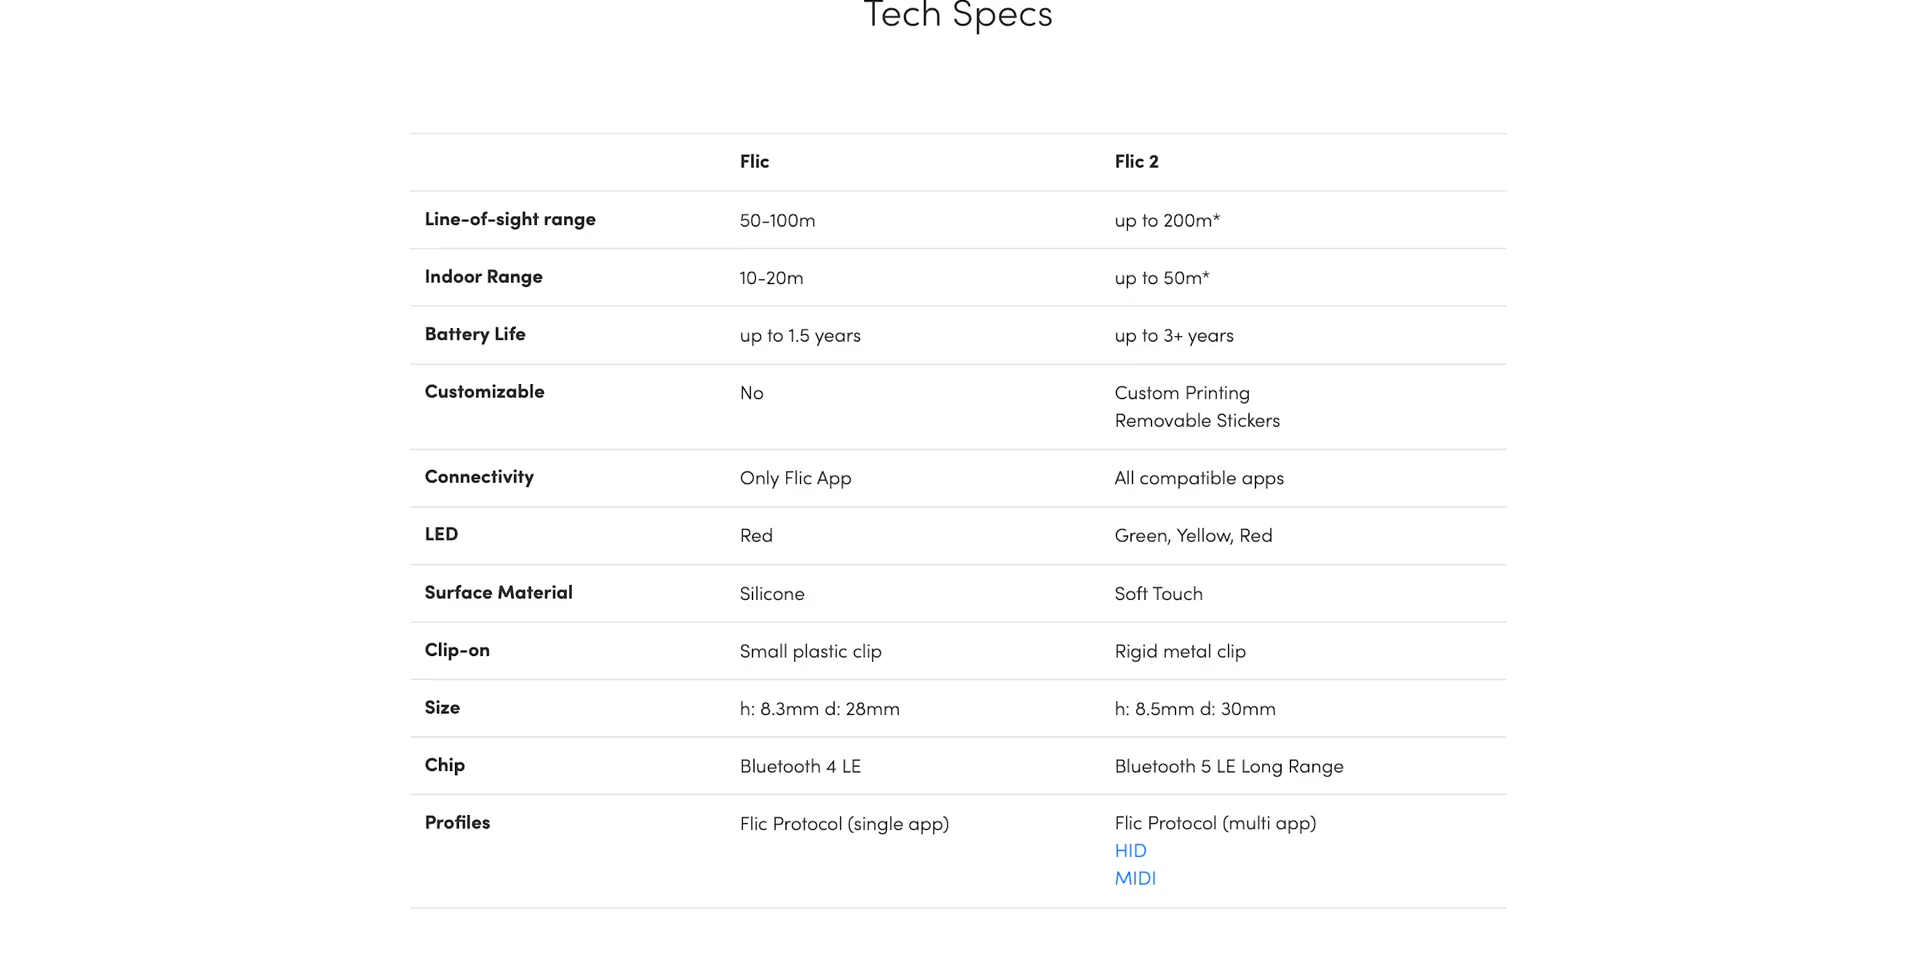 Tech Specs
Flic Flic 2
Line-of-sight range 50-100m up to 200m*
Indoor Range 10-20m up to 50m*
Battery Life up to 1.5 years up to 3+ years
Customizable No Custom Printing
Removable Stickers
Connectivity Only Flic App All compatible apps
LED Red Green, Yellow, Red
Surface Material Silicone Soft Touch
Clip-on Small plastic clip Rigid metal clip
Size h: 8.3mm d: 28mm h: 8.5mm d: 30mm
Chip Bluetooth 4 LE Bluetooth 5 LE Long Range
Profiles Flic Protocol (single app) Flic Protocol (multi app)
HID
MIDI